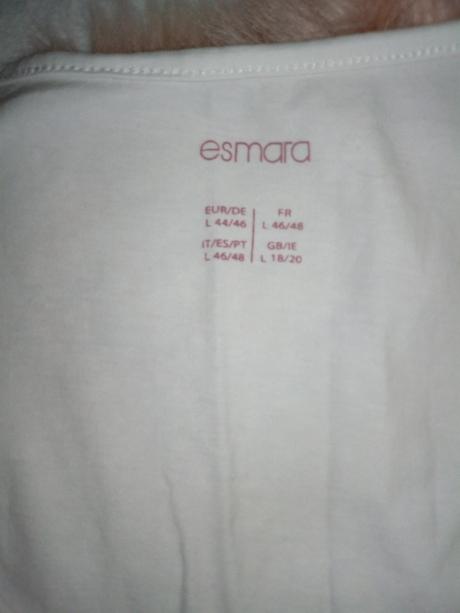 esmara
EUR/DE
L 44/46
FR
L 46/48
IT/ES/PT
L 46/48
GB/IE
L 18/20